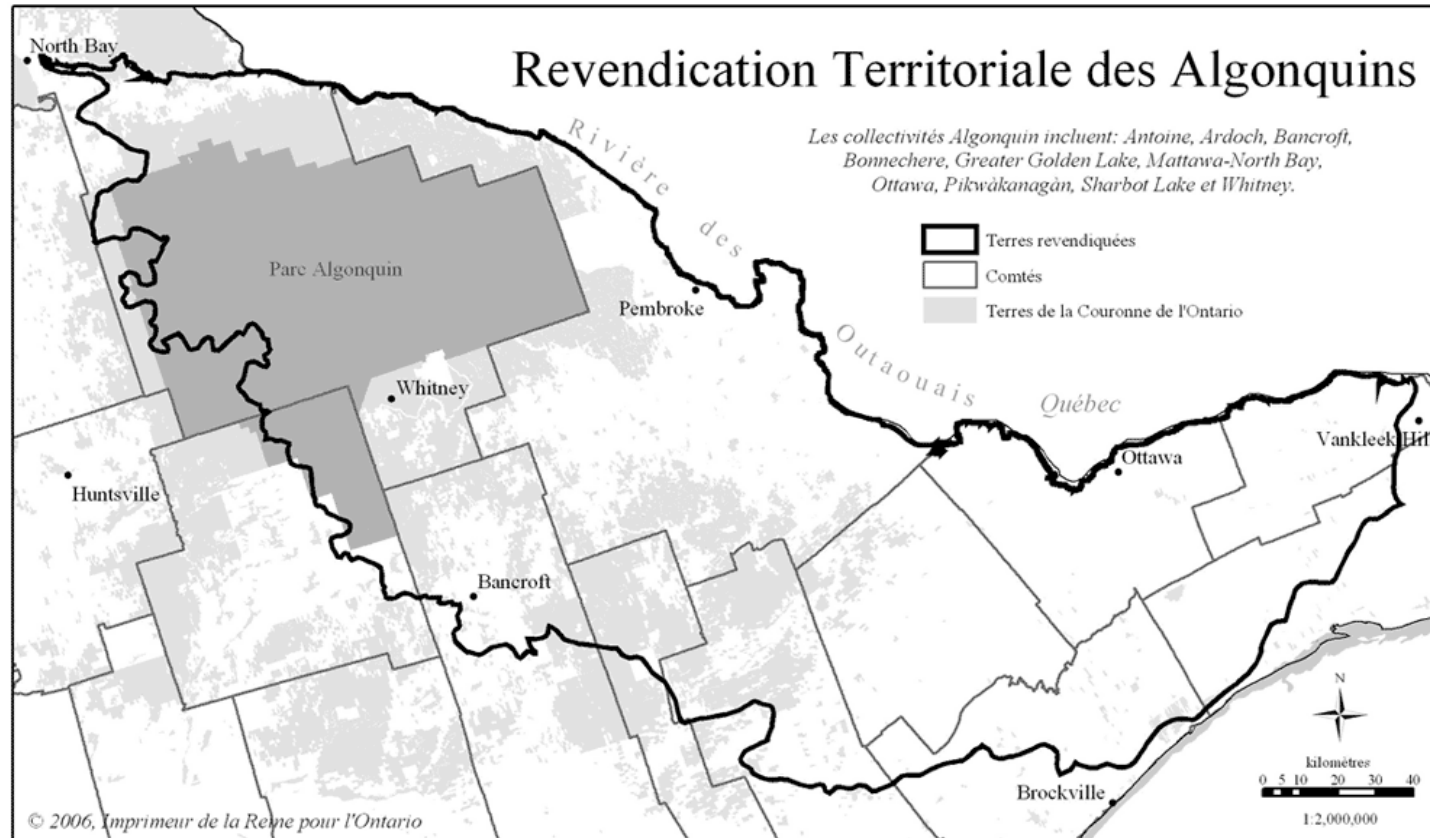 Revendication Territoriale des Algonquins
Les collectivités Algonquin incluent: Antoine, Ardoch, Bancroft,
Bonnechere, Greater Golden Lake, Mattawa-North Bay,
Ottawa, Pikwàkanagàn, Sharbot Lake et Whitney.
Terres revendiquées
Comtés
Terres de la Couronne de l'Ontario
North Bay
Rivière des Outaouais
Parc Algonquin
Pembroke
Whitney
Québec
Vankleek Hill
Ottawa
Huntsville
Bancroft
Brockville
N
kilomètres
0 5 10 20 30 40
1:2,000,000
© 2006, Imprimeur de la Reine pour l'Ontario